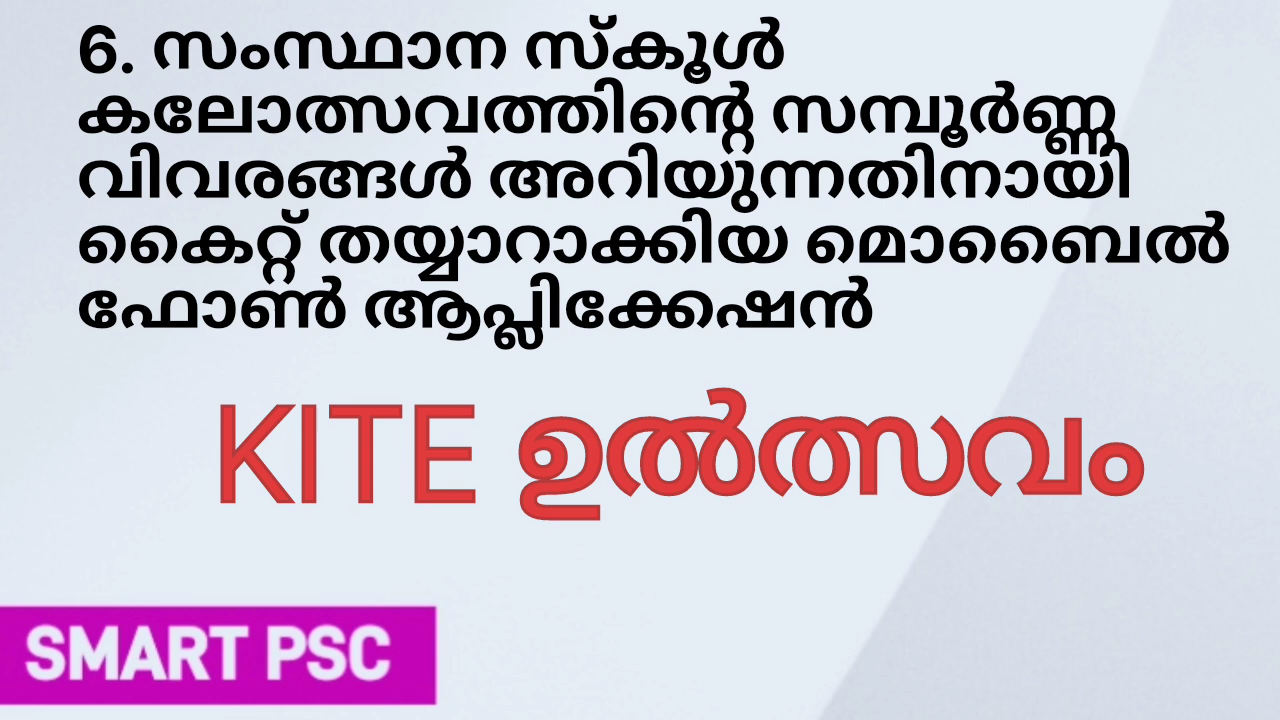 6. സംസ്ഥാന സ്കൂൾ
കലോത്സവത്തിന്റെ സമ്പൂർണ്ണ
വിവരങ്ങൾ അറിയുന്നതിനായി
കൈറ്റ് തയ്യാറാക്കിയ മൊബൈൽ
ഫോൺ ആപ്ലിക്കേഷൻ
KITE ഉൽത്സവം
SMART PSC